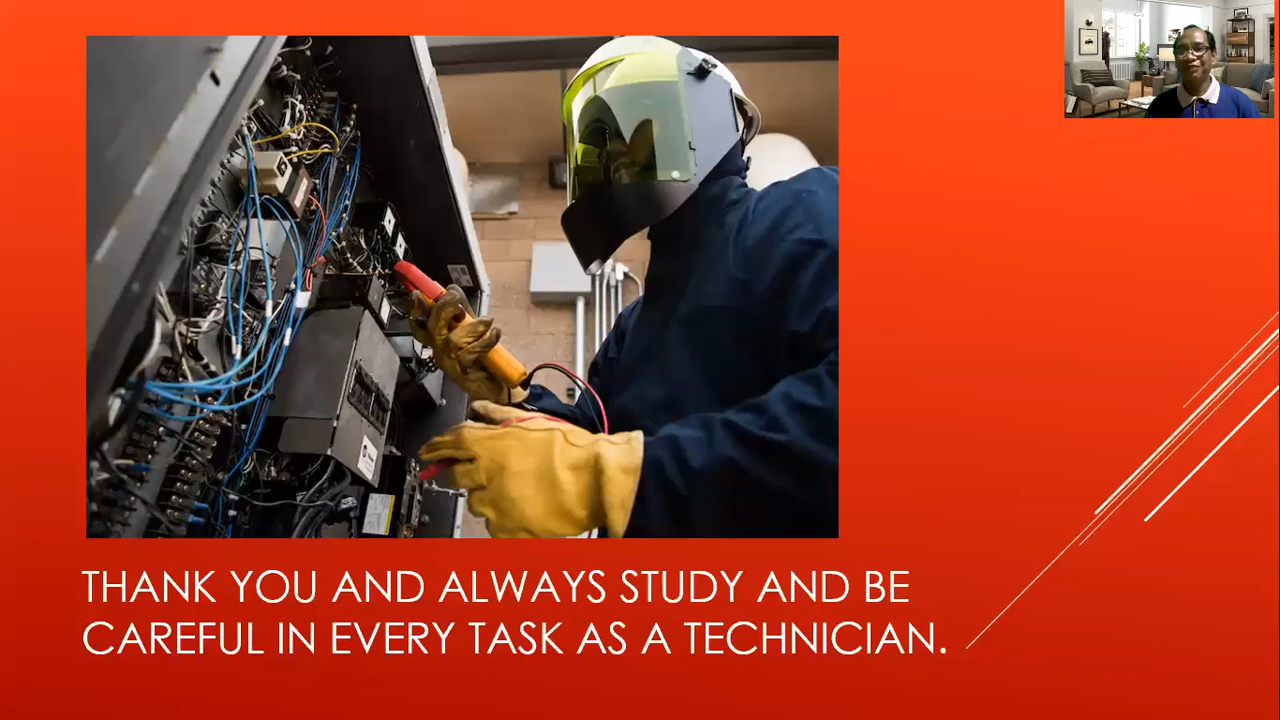 THANK YOU AND ALWAYS STUDY AND BE
CAREFUL IN EVERY TASK AS A TECHNICIAN.